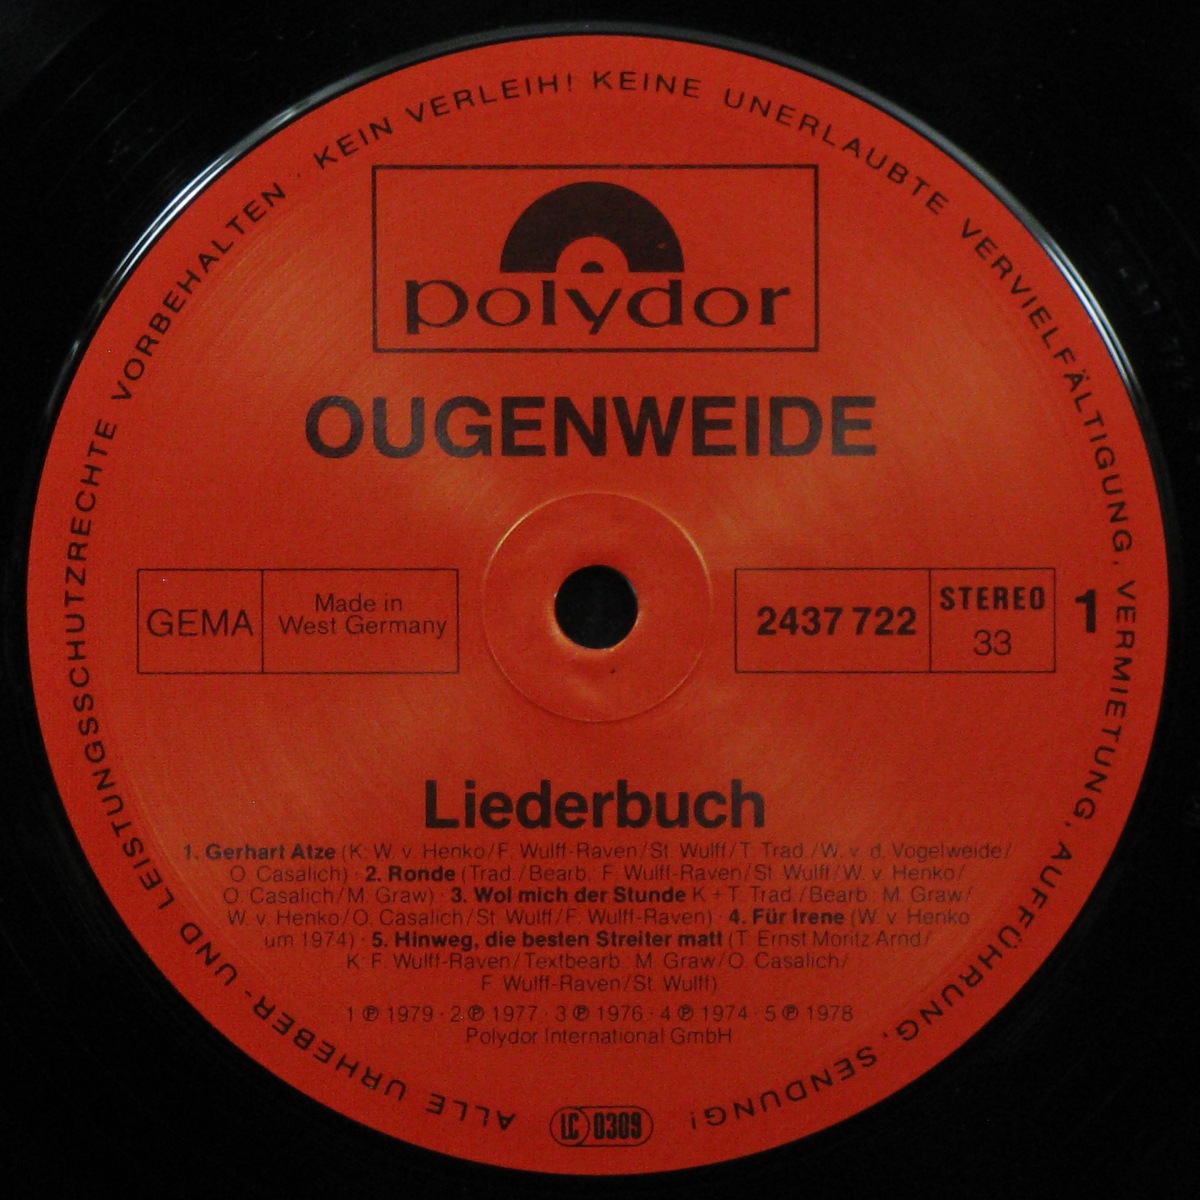 ALLE URHEBER- UND LEISTUNGSSCHUTZRECHTE VORBEHALTEN · KEIN VERLEIH! KEINE UNERLAUBTE VERVIELFÄLTIGUNG, VERMIETUNG, AUFFÜHRUNG, SENDUNG!
polydor
OUGENWEIDE
GEMA
Made in
West Germany
2437 722
STEREO
33
1
Liederbuch
1. Gerhart Atze (K: W. v. Henko/F. Wulff-Raven/St. Wulff/T: Trad./W. v. d. Vogelweide/
O. Casalich) · 2. Ronde (Trad./Bearb.: F. Wulff-Raven/St. Wulff/W. v. Henko/
O. Casalich/M. Graw) · 3. Wol mich der Stunde K + T: Trad./Bearb.: M. Graw/
W. v. Henko/O. Casalich/St. Wulff/F. Wulff-Raven) · 4. Für Irene (W. v. Henko
um 1974) · 5. Hinweg, die besten Streiter matt (T: Ernst Moritz Arnd/
K: F. Wulff-Raven/Textbearb.: M. Graw/O. Casalich/
F. Wulff-Raven/St. Wulff)
1 ℗ 1979 · 2 ℗ 1977 · 3 ℗ 1976 · 4 ℗ 1974 · 5 ℗ 1978
Polydor International GmbH
LC 0309